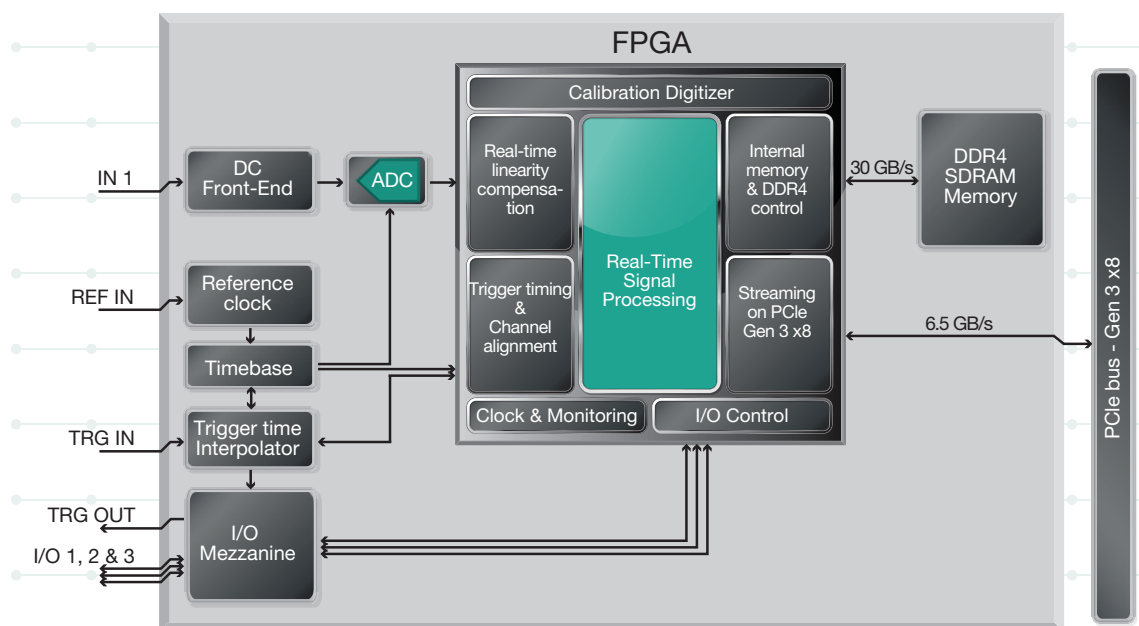 FPGA
Calibration Digitizer
Real-time
linearity
compensa-
tion
Internal
memory
& DDR4
control
Real-Time
Signal
Processing
Trigger timing
&
Channel
alignment
Streaming
on PCIe
Gen 3 x8
Clock & Monitoring
I/O Control
IN 1
DC
Front-End
ADC
30 GB/s
DDR4
SDRAM
Memory
REF IN
Reference
clock
Timebase
6.5 GB/s
PCIe bus - Gen 3 x8
TRG IN
Trigger time
Interpolator
TRG OUT
I/O
Mezzanine
I/O 1, 2 & 3